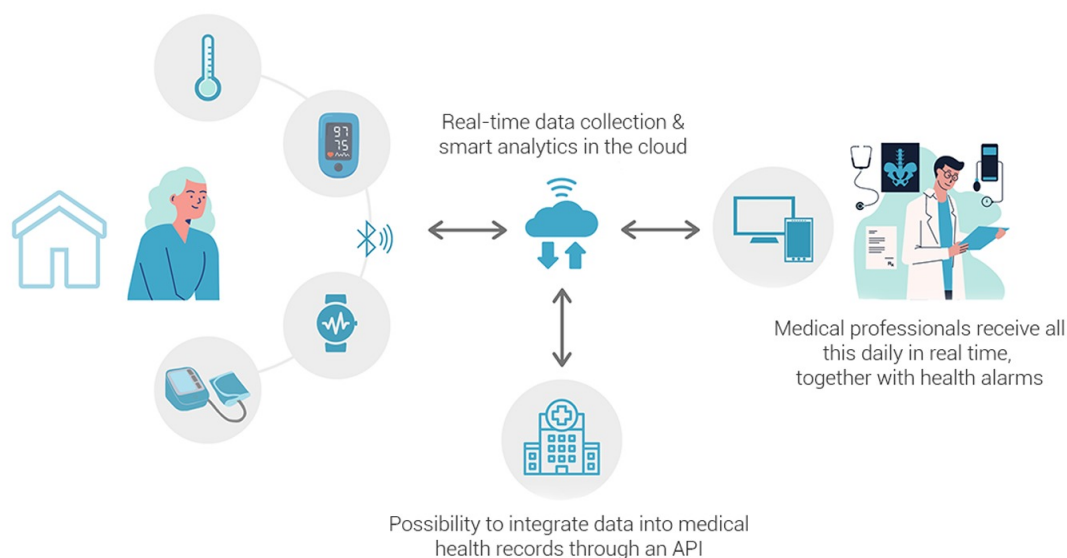 97
75
Real-time data collection &
smart analytics in the cloud
Medical professionals receive all
this daily in real time,
together with health alarms
Possibility to integrate data into medical
health records through an API